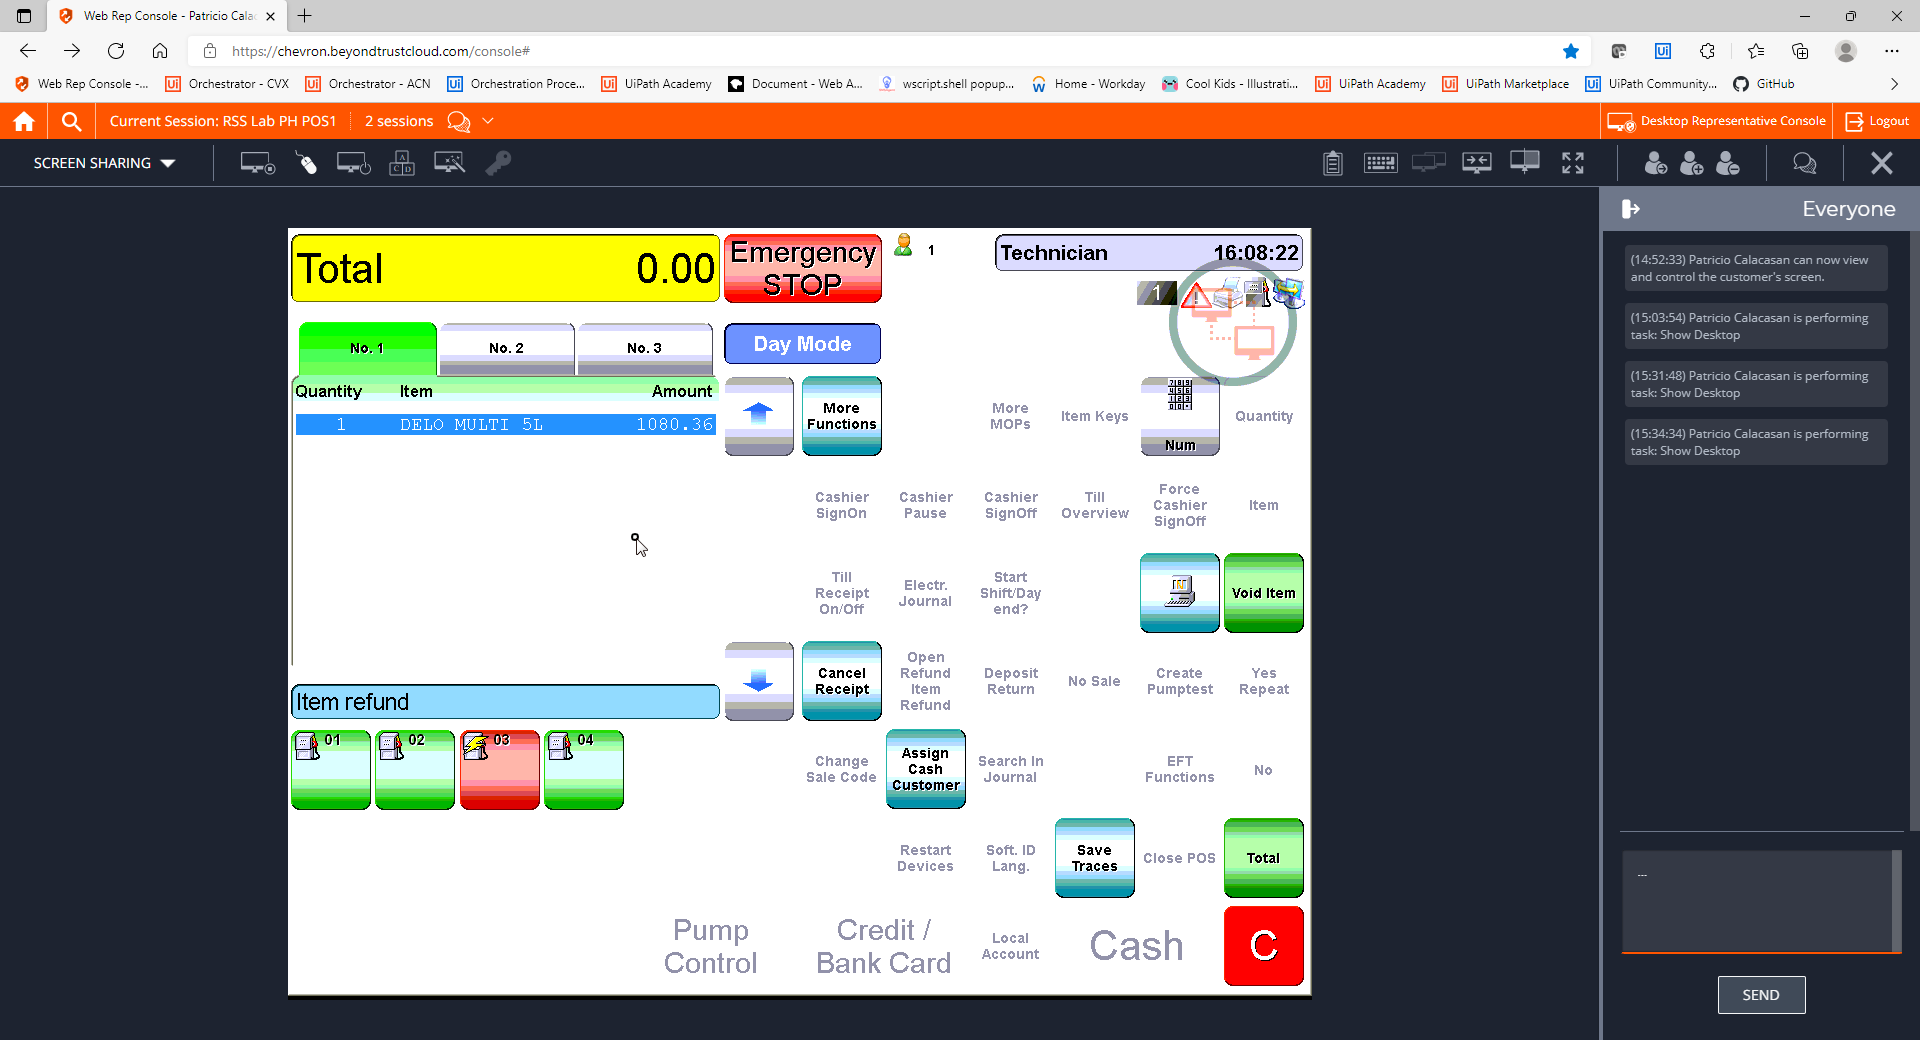 Web Rep Console - Patricio Cala
https://chevron.beyondtrustcloud.com/console#
Web Rep Console -...
Orchestrator - CVX
Orchestrator - ACN
Orchestration Proce...
UiPath Academy
Document - Web A...
wscript.shell popup...
Home - Workday
Cool Kids - Illustrati...
UiPath Academy
UiPath Marketplace
UiPath Community...
GitHub
Current Session: RSS Lab PH POS1
2 sessions
Desktop Representative Console
Logout
SCREEN SHARING
Everyone
(14:52:33) Patricio Calacasan can now view
and control the customer's screen.
(15:03:54) Patricio Calacasan is performing
task: Show Desktop
(15:31:48) Patricio Calacasan is performing
task: Show Desktop
(15:34:34) Patricio Calacasan is performing
task: Show Desktop
---
SEND
Total 0.00
Emergency
STOP
1
Technician 16:08:22
1
No. 1
No. 2
No. 3
Day Mode
Quantity Item Amount
1 DELO MULTI 5L 1080.36
More
Functions
More
MOPs
Item Keys
Num
Quantity
Cashier
SignOn
Cashier
Pause
Cashier
SignOff
Till
Overview
Force
Cashier
SignOff
Item
Till
Receipt
On/Off
Electr.
Journal
Start
Shift/Day
end?
Void Item
Cancel
Receipt
Open
Refund
Item
Refund
Deposit
Return
No Sale
Create
Pumptest
Yes
Repeat
Item refund
01
02
03
04
Change
Sale Code
Assign
Cash
Customer
Search In
Journal
EFT
Functions
No
Restart
Devices
Soft. ID
Lang.
Save
Traces
Close POS
Total
Pump
Control
Credit /
Bank Card
Local
Account
Cash
C